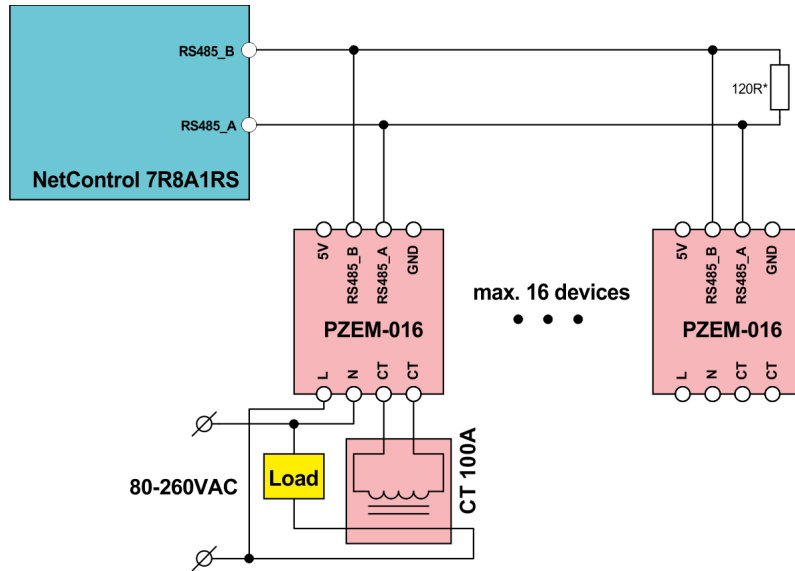 RS485_B
RS485_A
NetControl 7R8A1RS
120R*
5V
RS485_B
RS485_A
GND
PZEM-016
L
N
CT
CT
max. 16 devices
5V
RS485_B
RS485_A
GND
PZEM-016
L
N
CT
CT
80-260VAC
Load
CT 100A